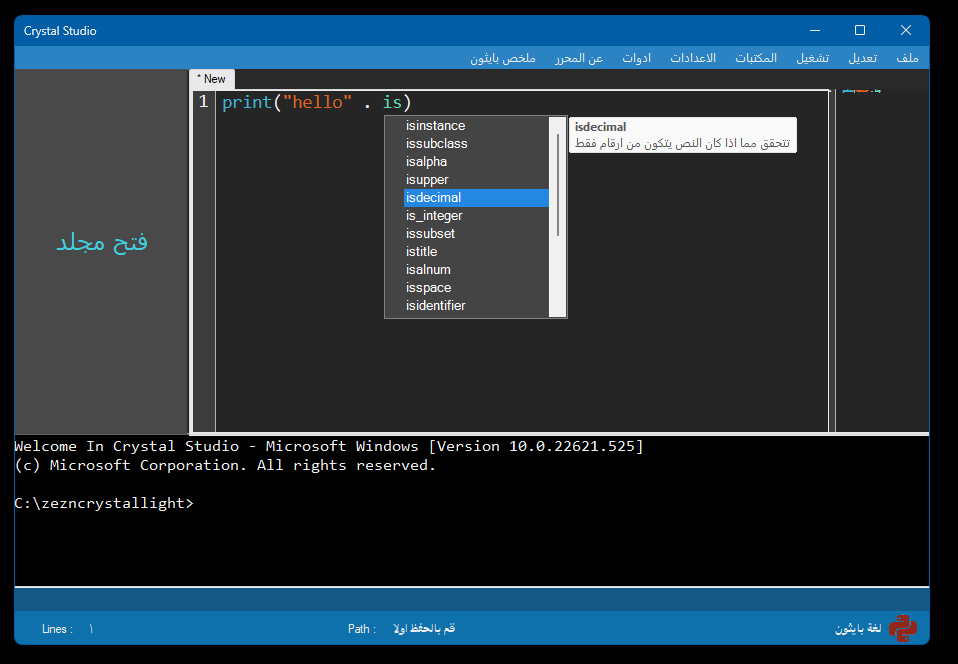 Crystal Studio
ملف تعديل تشغيل المكتبات الاعدادات ادوات عن المحرر ملخص بايثون
* New
1 print("hello" . is)
isinstance
issubclass
isalpha
isupper
isdecimal
is_integer
issubset
istitle
isalnum
isspace
isidentifier
isdecimal
تتحقق مما اذا كان النص يتكون من ارقام فقط
فتح مجلد
Welcome In Crystal Studio - Microsoft Windows [Version 10.0.22621.525]
(c) Microsoft Corporation. All rights reserved.
C:\zezncrystallight>
Lines : ١
Path : قم بالحفظ اولا
لغة بايثون